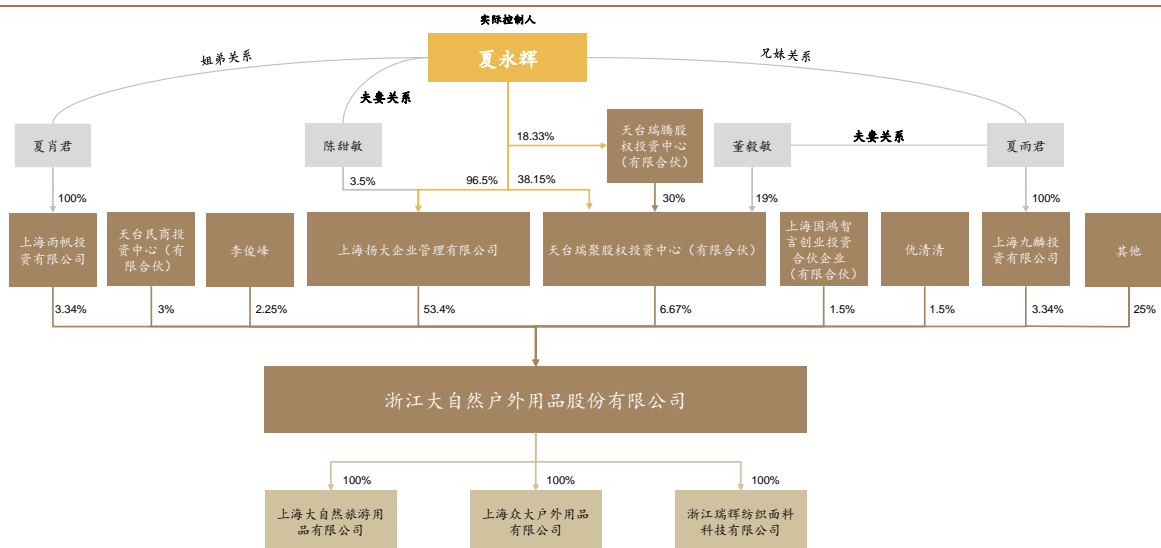 实际控制人
夏永辉
姐弟关系
兄妹关系
夫妻关系
夏肖君
陈甜敏
18.33%
天台瑞腾股
权投资中心
（有限合伙）
董毅敏
夫妻关系
夏雨君
100%
3.5%
96.5%
38.15%
30%
19%
100%
上海雨帆投
资有限公司
天台民商投
资中心（有
限合伙）
李俊峰
上海扬大企业管理有限公司
天台瑞聚股权投资中心（有限合伙）
上海国鸿智
言创业投资
合伙企业
（有限合伙）
仇清清
上海九麟投
资有限公司
其他
3.34%
3%
2.25%
53.4%
6.67%
1.5%
1.5%
3.34%
25%
浙江大自然户外用品股份有限公司
100%
100%
100%
上海大自然旅游用
品有限公司
上海众大户外用品
有限公司
浙江瑞辉纺织面料
科技有限公司